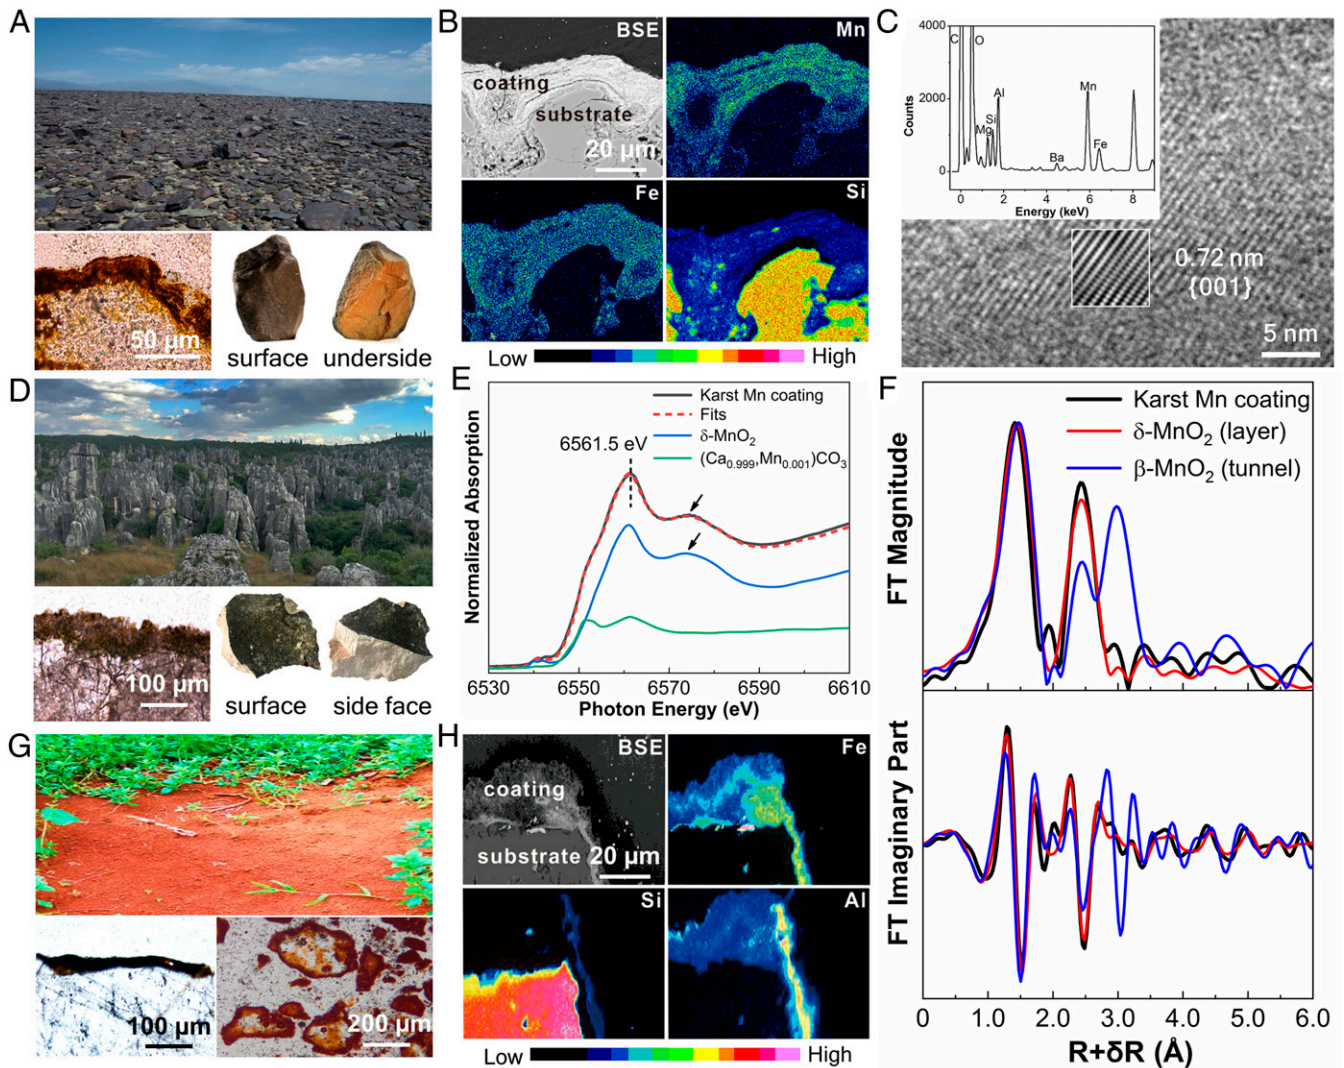 A
50 μm
surface
underside
B
BSE
coating
substrate
20 μm
Mn
Fe
Si
Low
High
C
4000
2000
0
Counts
C
O
Mg
Si
Al
Ba
Mn
Fe
0
2
4
6
8
Energy (keV)
0.72 nm
{001}
5 nm
D
100 μm
surface
side face
E
Normalized Absorption
Karst Mn coating
Fits
δ-MnO₂
(Ca₀.₉₉₉,Mn₀.₀₀₁)CO₃
6561.5 eV
6530
6550
6570
6590
6610
Photon Energy (eV)
F
FT Magnitude
Karst Mn coating
δ-MnO₂ (layer)
β-MnO₂ (tunnel)
FT Imaginary Part
0
1.0
2.0
3.0
4.0
5.0
6.0
R+δR (Å)
G
100 μm
200 μm
H
BSE
coating
substrate
20 μm
Fe
Si
Al
Low
High